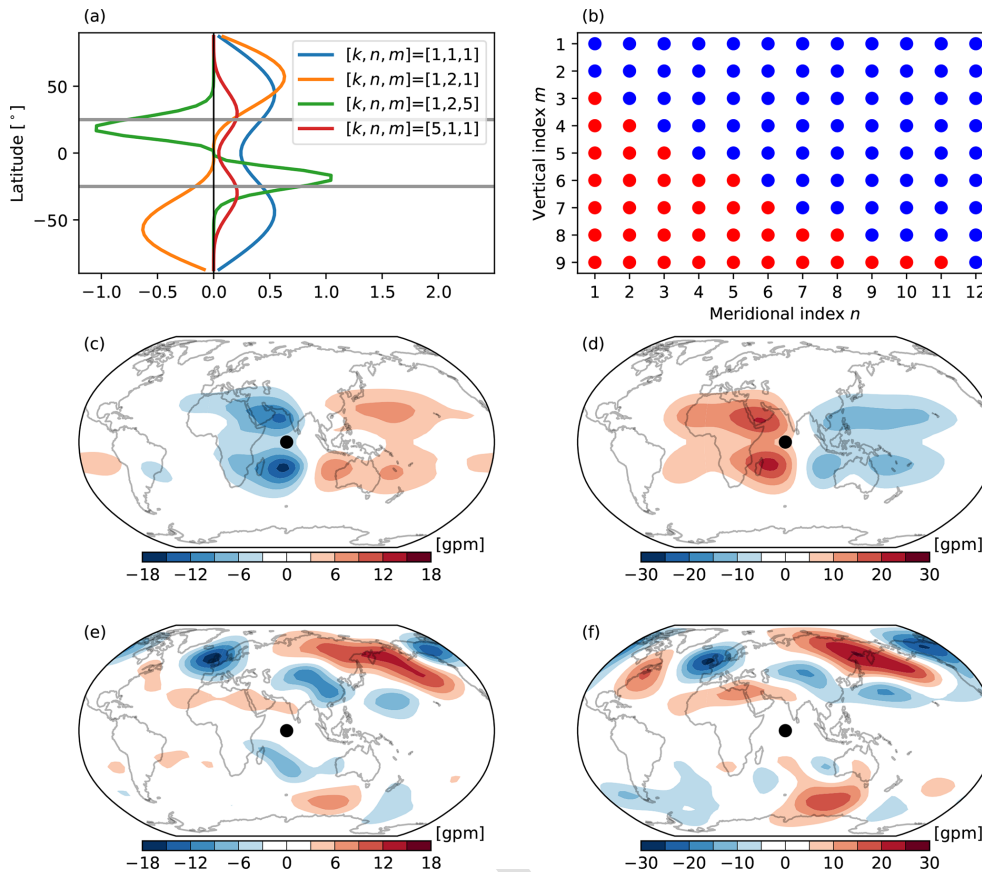 (a)
[k, n, m]=[1,1,1]
[k, n, m]=[1,2,1]
[k, n, m]=[1,2,5]
[k, n, m]=[5,1,1]
Latitude [°]
50
0
−50
−1.0 −0.5 0.0 0.5 1.0 1.5 2.0
(b)
Vertical index m
1
2
3
4
5
6
7
8
9
1 2 3 4 5 6 7 8 9 10 11 12
Meridional index n
(c)
[gpm]
−18 −12 −6 0 6 12 18
(d)
[gpm]
−30 −20 −10 0 10 20 30
(e)
[gpm]
−18 −12 −6 0 6 12 18
(f)
[gpm]
−30 −20 −10 0 10 20 30